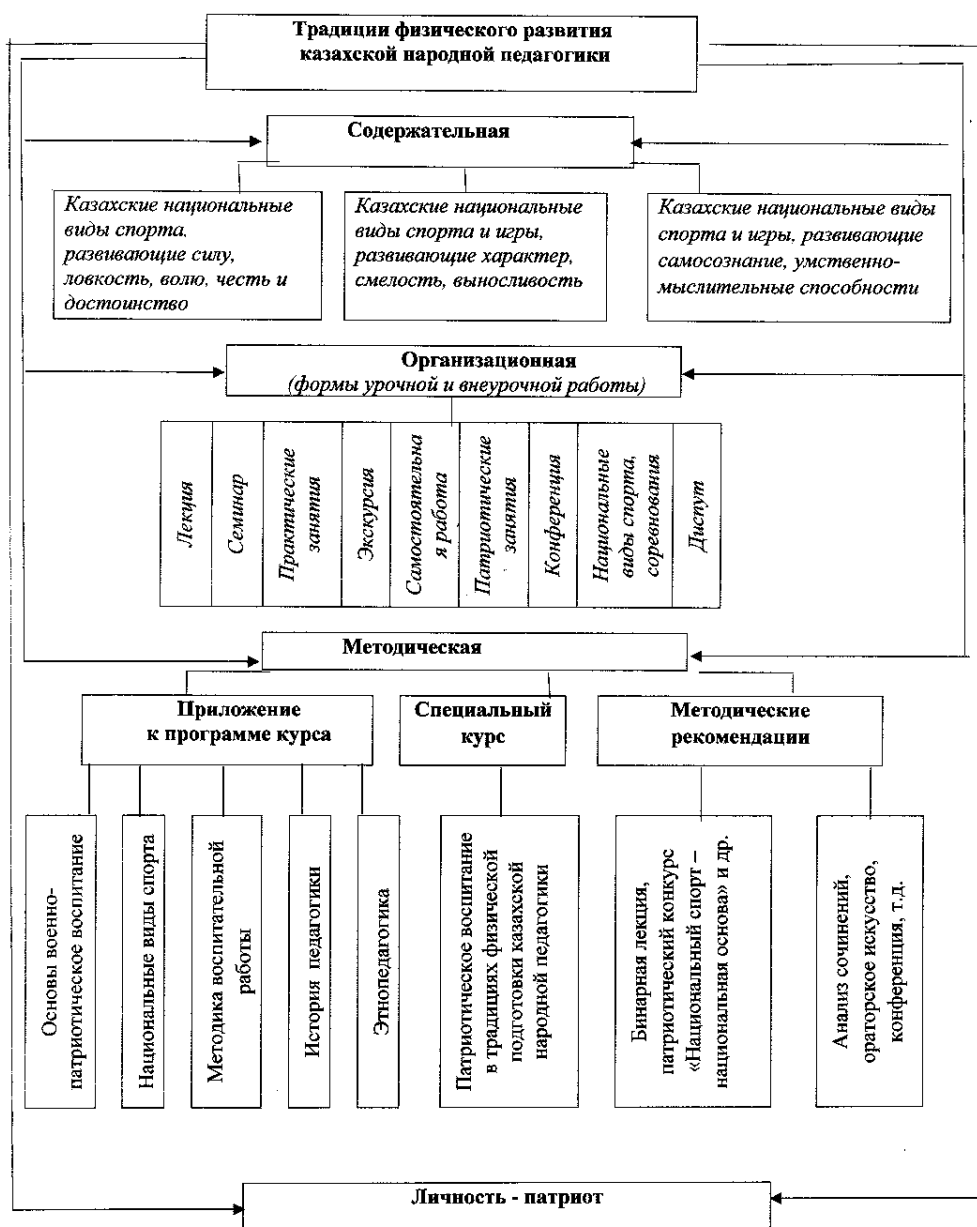 Традиции физического развития
казахской народной педагогики
Содержательная
Казахские национальные
виды спорта,
развивающие силу,
ловкость, волю, честь и
достоинство
Казахские национальные
виды спорта и игры,
развивающие характер,
смелость, выносливость
Казахские национальные виды
спорта и игры, развивающие
самосознание, умственно-
мыслительные способности
Организационная
(формы урочной и внеурочной работы)
Лекция
Семинар
Практические
занятия
Экскурсия
Самостоятельна
я работа
Патриотические
занятия
Конференция
Национальные
виды спорта,
соревнования
Диспут
Методическая
Приложение
к программе курса
Специальный
курс
Методические
рекомендации
Основы военно-
патриотическое воспитание
Национальные виды спорта
Методика воспитательной
работы
История педагогики
Этнопедагогика
Патриотическое воспитание
в традициях физической
подготовки казахской
народной педагогики
Бинарная лекция,
патриотический конкурс
«Национальный спорт –
национальная основа» и др.
Анализ сочинений,
ораторское искусство,
конференция, т.д.
Личность - патриот